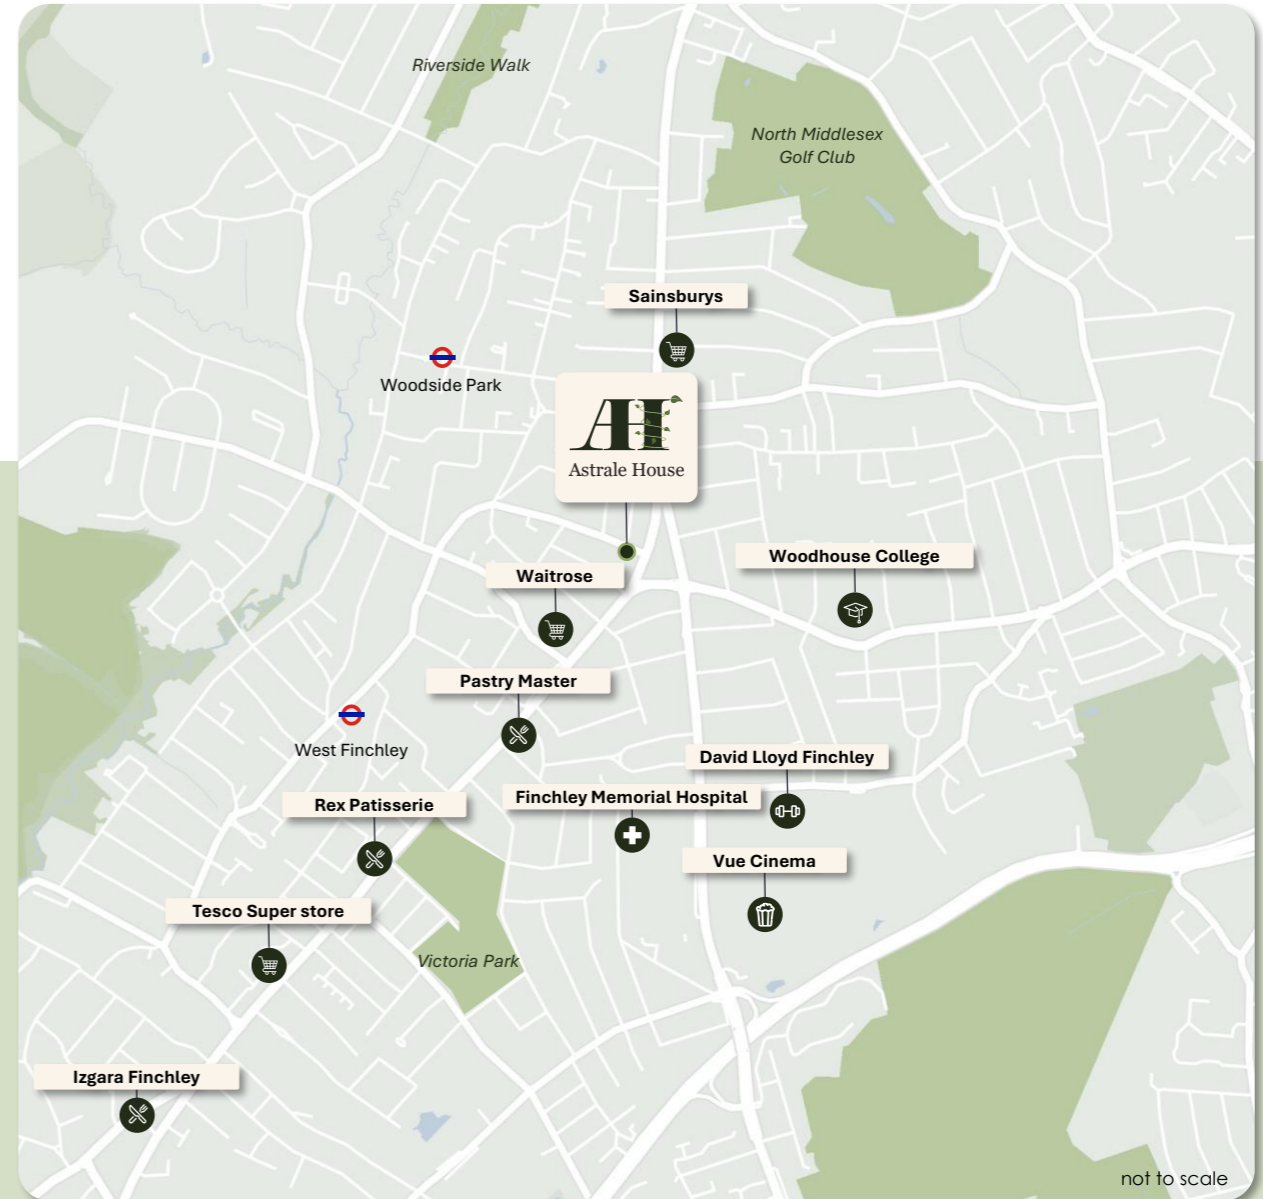 Riverside Walk
North Middlesex
Golf Club
Sainsburys
Woodside Park
AH
Astrale House
Woodhouse College
Waitrose
Pastry Master
West Finchley
David Lloyd Finchley
Finchley Memorial Hospital
Rex Patisserie
Vue Cinema
Tesco Super store
Victoria Park
Izgara Finchley
not to scale